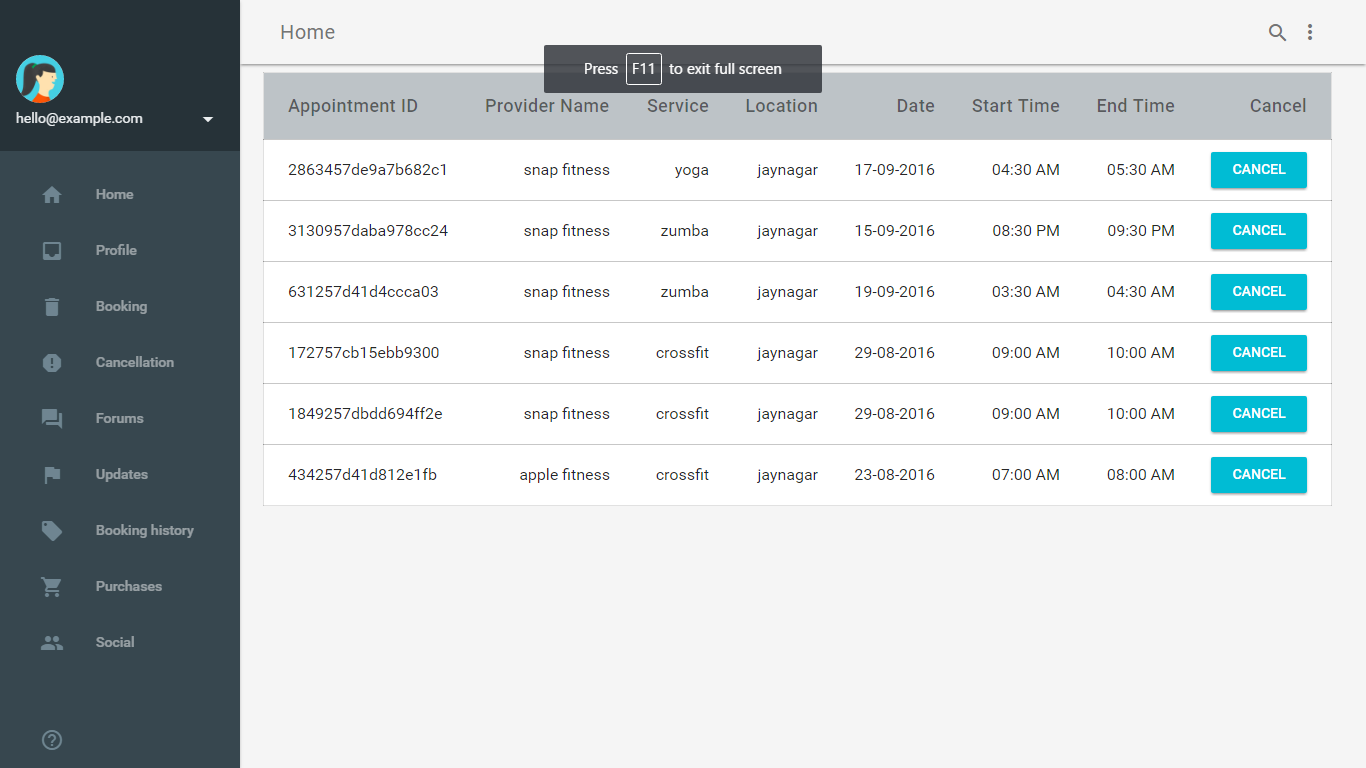 Home
Press F11 to exit full screen
hello@example.com
Home
Profile
Booking
Cancellation
Forums
Updates
Booking history
Purchases
Social
Appointment ID Provider Name Service Location Date Start Time End Time Cancel
2863457de9a7b682c1 snap fitness yoga jaynagar 17-09-2016 04:30 AM 05:30 AM CANCEL
3130957daba978cc24 snap fitness zumba jaynagar 15-09-2016 08:30 PM 09:30 PM CANCEL
631257d41d4ccca03 snap fitness zumba jaynagar 19-09-2016 03:30 AM 04:30 AM CANCEL
172757cb15ebb9300 snap fitness crossfit jaynagar 29-08-2016 09:00 AM 10:00 AM CANCEL
1849257dbdd694ff2e snap fitness crossfit jaynagar 29-08-2016 09:00 AM 10:00 AM CANCEL
434257d41d812e1fb apple fitness crossfit jaynagar 23-08-2016 07:00 AM 08:00 AM CANCEL